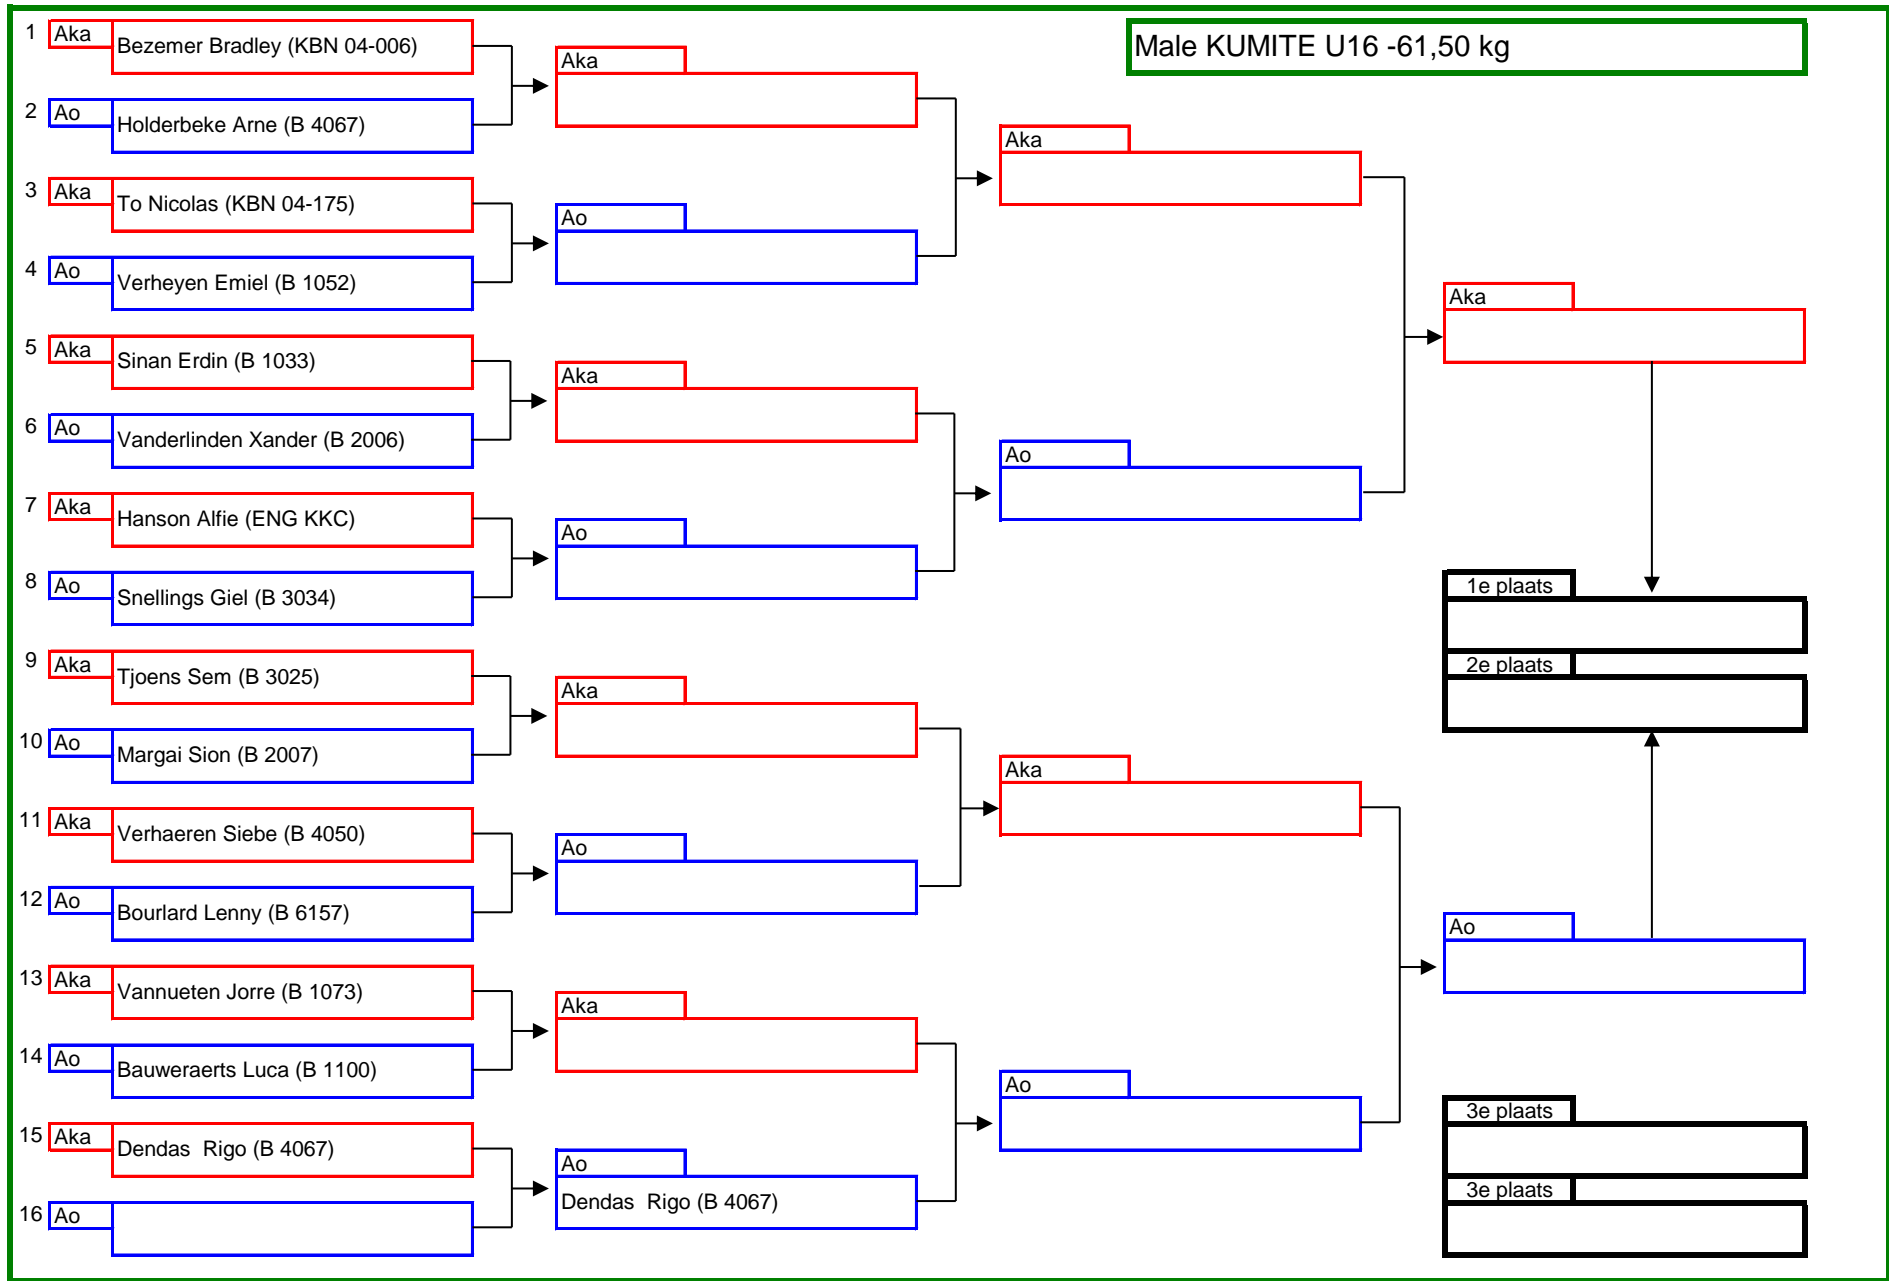 Male KUMITE U16 -61,50 kg
1 Aka
Bezemer Bradley (KBN 04-006)
2 Ao
Holderbeke Arne (B 4067)
3 Aka
To Nicolas (KBN 04-175)
4 Ao
Verheyen Emiel (B 1052)
5 Aka
Sinan Erdin (B 1033)
6 Ao
Vanderlinden Xander (B 2006)
7 Aka
Hanson Alfie (ENG KKC)
8 Ao
Snellings Giel (B 3034)
9 Aka
Tjoens Sem (B 3025)
10 Ao
Margai Sion (B 2007)
11 Aka
Verhaeren Siebe (B 4050)
12 Ao
Bourlard Lenny (B 6157)
13 Aka
Vannueten Jorre (B 1073)
14 Ao
Bauweraerts Luca (B 1100)
15 Aka
Dendas  Rigo (B 4067)
16 Ao
Aka
Ao
Aka
Ao
Aka
Ao
Aka
Ao
Dendas  Rigo (B 4067)
Aka
Ao
Aka
Ao
Aka
1e plaats
2e plaats
Ao
3e plaats
3e plaats